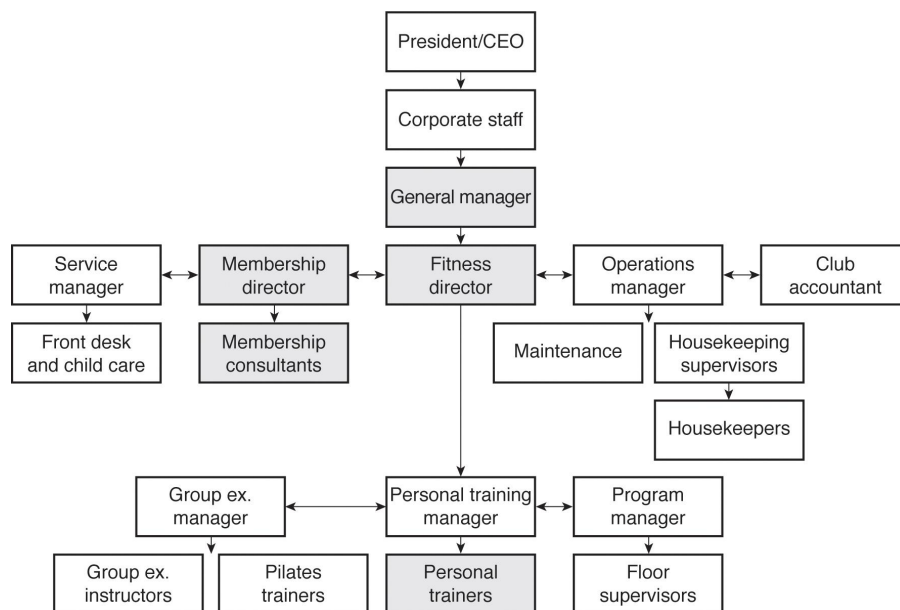 President/CEO
Corporate staff
General manager
Service
manager
Membership
director
Fitness
director
Operations
manager
Club
accountant
Front desk
and child care
Membership
consultants
Maintenance
Housekeeping
supervisors
Housekeepers
Group ex.
manager
Personal training
manager
Program
manager
Group ex.
instructors
Pilates
trainers
Personal
trainers
Floor
supervisors